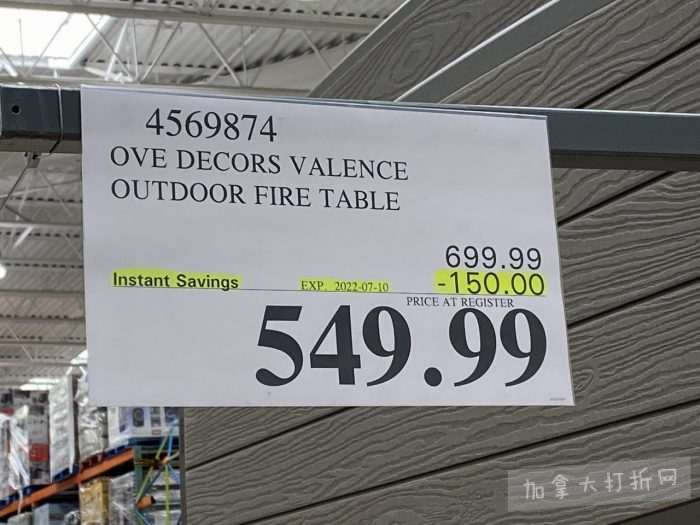 4569874
OVE DECORS VALENCE
OUTDOOR FIRE TABLE
699.99
Instant Savings EXP. 2022-07-10 -150.00
PRICE AT REGISTER
549.99
加拿大打折网